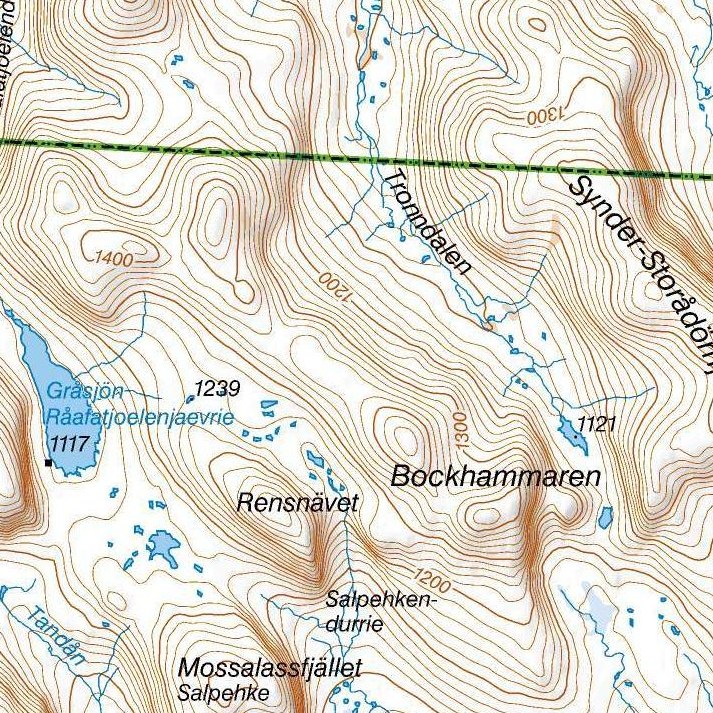 1300
Tronndalen
Synder-Storådörrj
1400
1200
Gråsjön-
Råafatjoelenjaevrie
1117
1239
1300
1121
Bockhammaren
Rensnävet
1200
Salpehken-
durrie
Tandån
Mossalassfjället
Salpehke